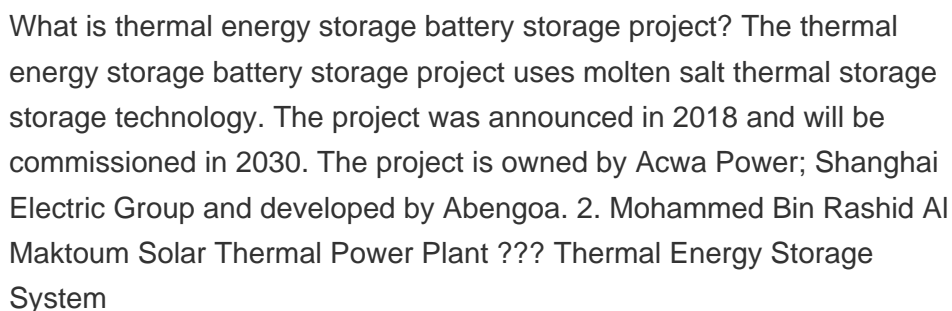 What is thermal energy storage battery storage project? The thermal
energy storage battery storage project uses molten salt thermal storage
storage technology. The project was announced in 2018 and will be
commissioned in 2030. The project is owned by Acwa Power; Shanghai
Electric Group and developed by Abengoa. 2. Mohammed Bin Rashid Al
Maktoum Solar Thermal Power Plant ??? Thermal Energy Storage
System